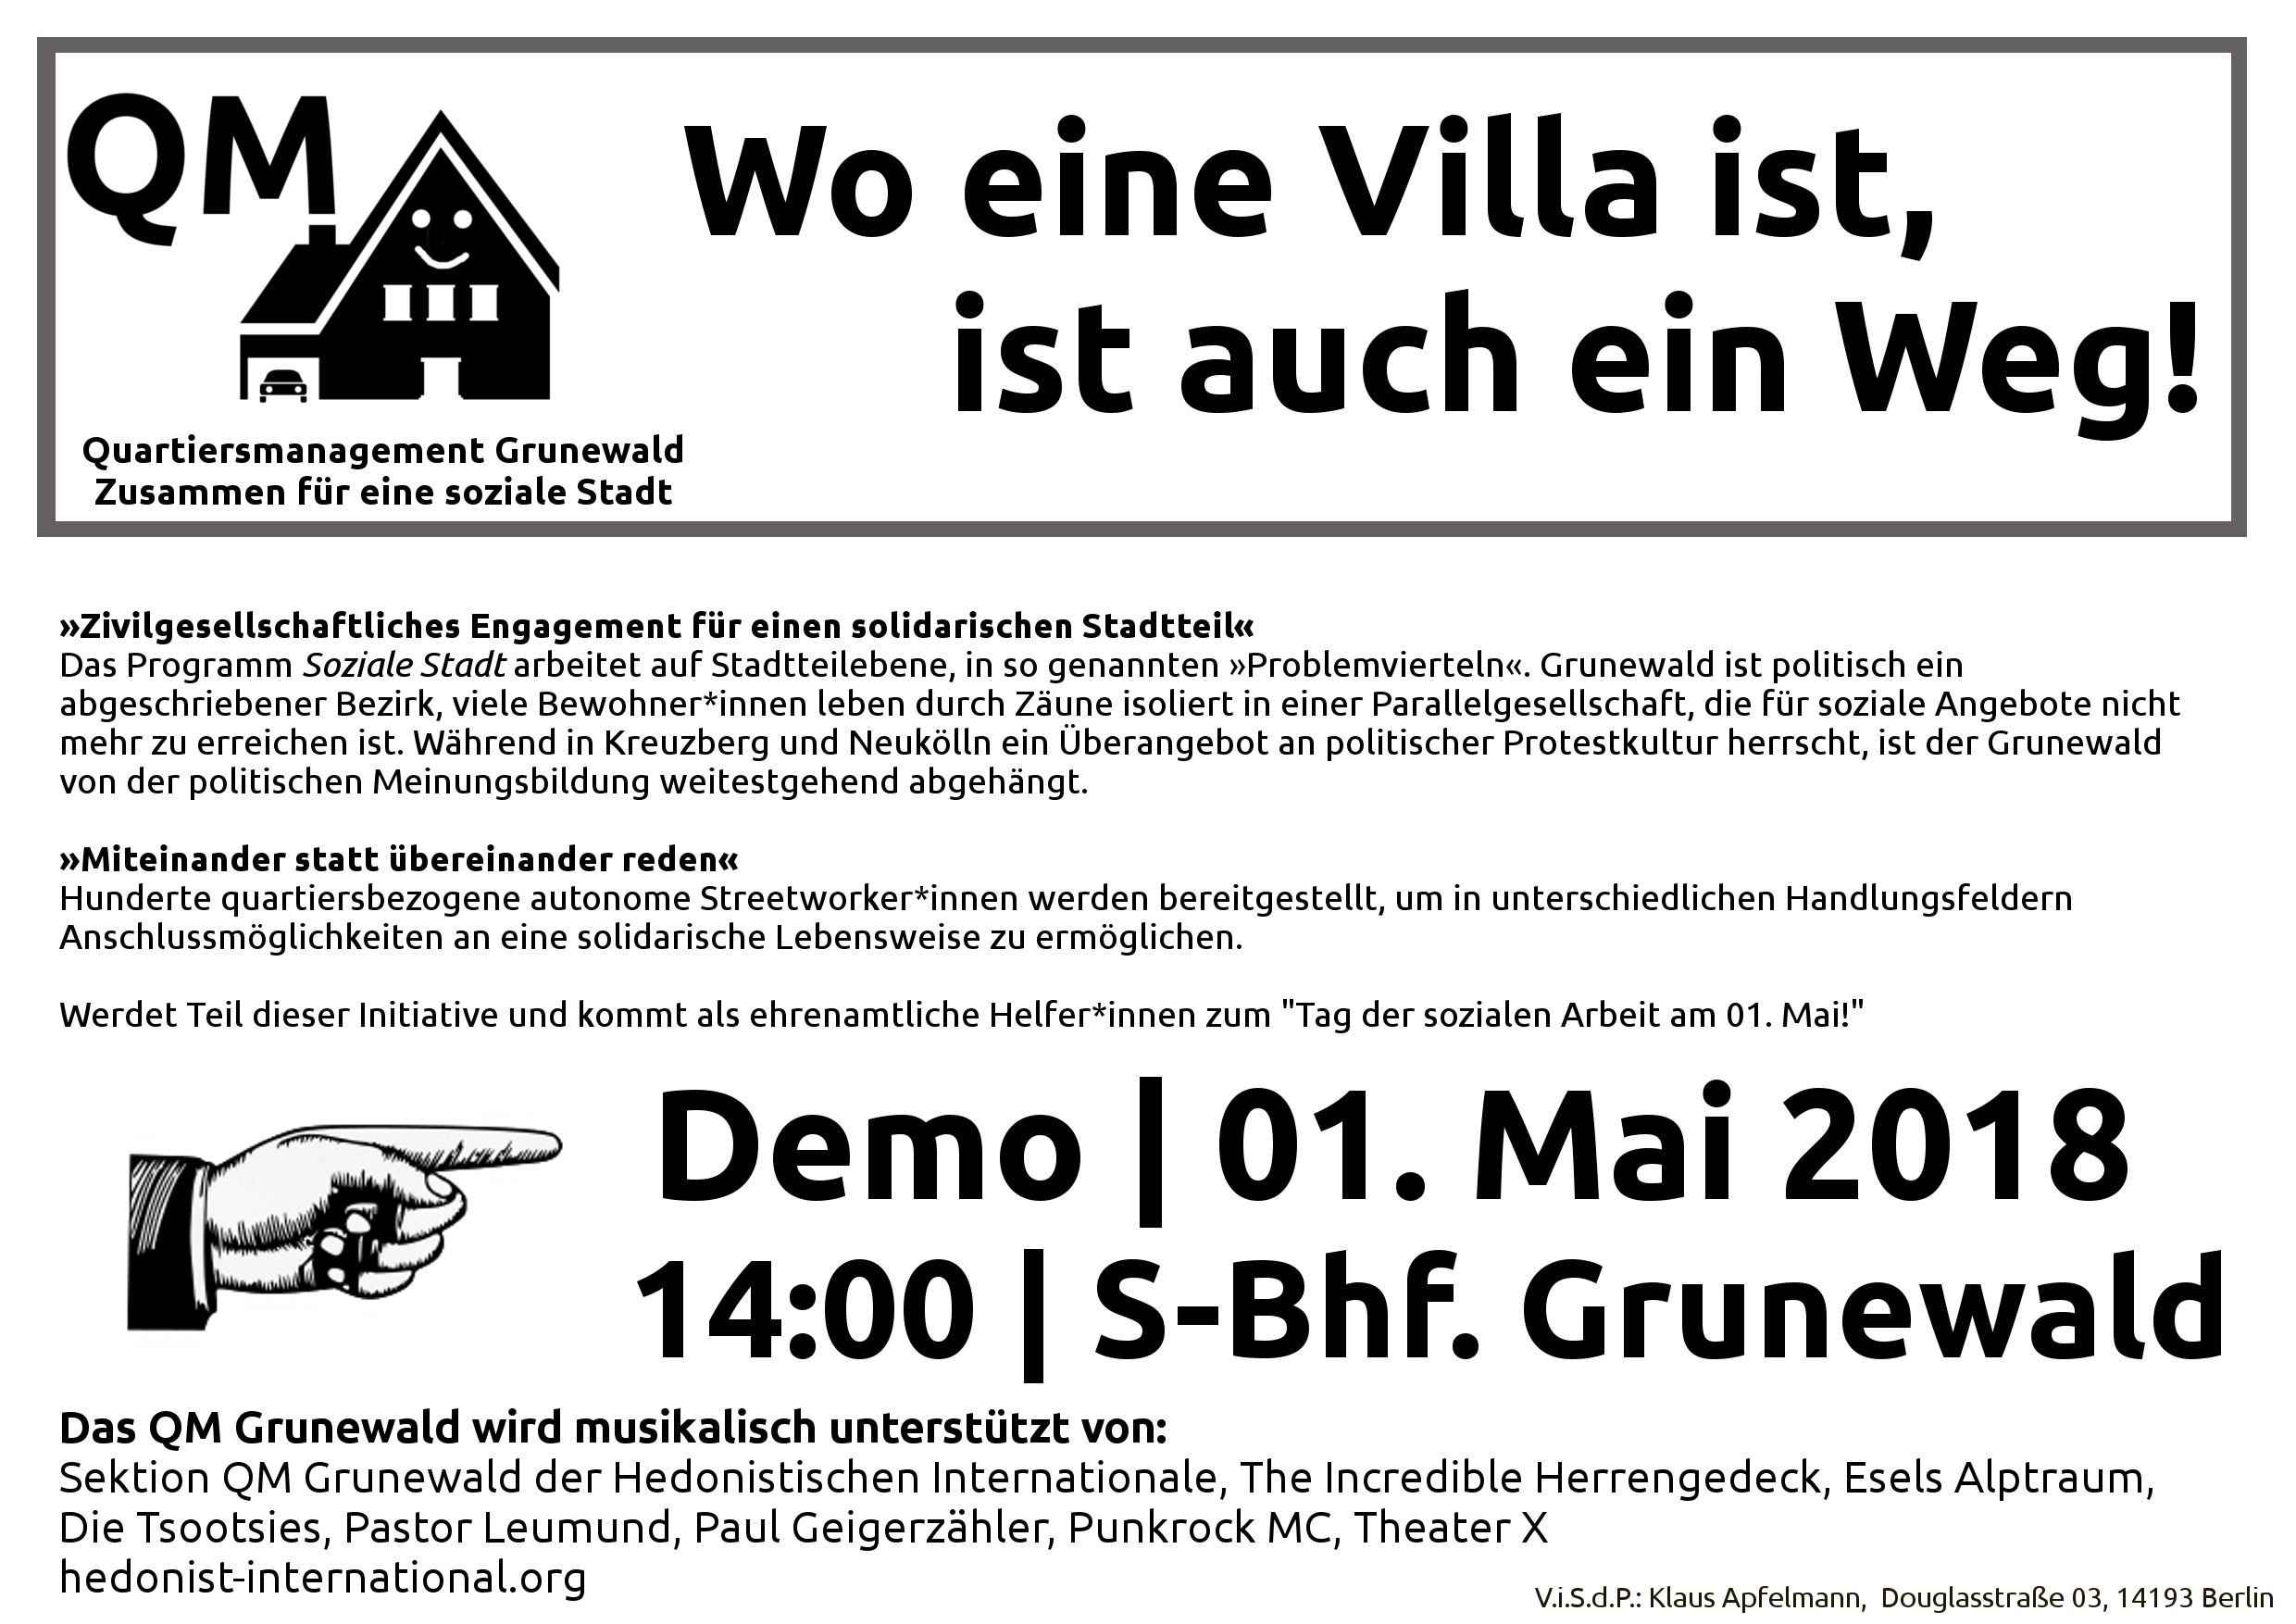 QM
Wo eine Villa ist,
ist auch ein Weg!
Quartiersmanagement Grunewald
Zusammen für eine soziale Stadt
»Zivilgesellschaftliches Engagement für einen solidarischen Stadtteil«
Das Programm Soziale Stadt arbeitet auf Stadtteilebene, in so genannten »Problemvierteln«. Grunewald ist politisch ein
abgeschriebener Bezirk, viele Bewohner*innen leben durch Zäune isoliert in einer Parallelgesellschaft, die für soziale Angebote nicht
mehr zu erreichen ist. Während in Kreuzberg und Neukölln ein Überangebot an politischer Protestkultur herrscht, ist der Grunewald
von der politischen Meinungsbildung weitestgehend abgehängt.
»Miteinander statt übereinander reden«
Hunderte quartiersbezogene autonome Streetworker*innen werden bereitgestellt, um in unterschiedlichen Handlungsfeldern
Anschlussmöglichkeiten an eine solidarische Lebensweise zu ermöglichen.
Werdet Teil dieser Initiative und kommt als ehrenamtliche Helfer*innen zum "Tag der sozialen Arbeit am 01. Mai!"
Demo | 01. Mai 2018
14:00 | S-Bhf. Grunewald
Das QM Grunewald wird musikalisch unterstützt von:
Sektion QM Grunewald der Hedonistischen Internationale, The Incredible Herrengedeck, Esels Alptraum,
Die Tsootsies, Pastor Leumund, Paul Geigerzähler, Punkrock MC, Theater X
hedonist-international.org
V.i.S.d.P.: Klaus Apfelmann, Douglasstraße 03, 14193 Berlin